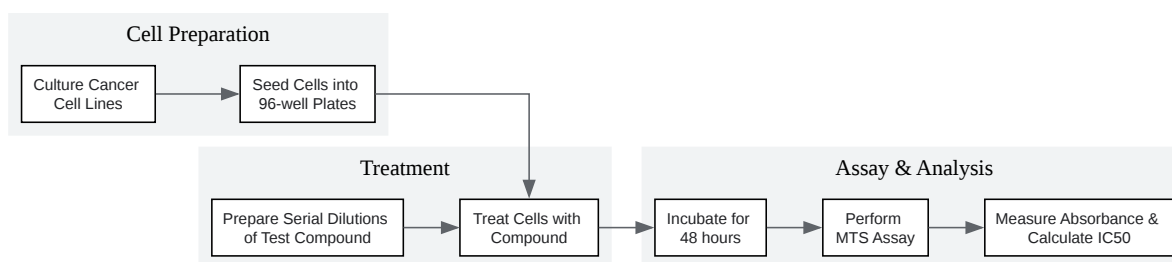 Cell Preparation
Culture Cancer
Cell Lines
Seed Cells into
96-well Plates
Treatment
Prepare Serial Dilutions
of Test Compound
Treat Cells with
Compound
Assay & Analysis
Incubate for
48 hours
Perform
MTS Assay
Measure Absorbance &
Calculate IC50